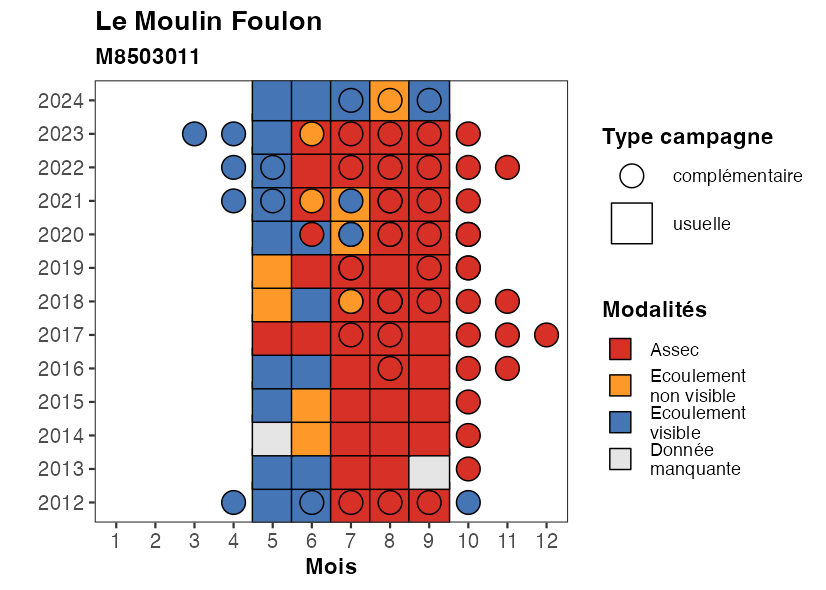 Le Moulin Foulon
M8503011
2024
2023
2022
2021
2020
2019
2018
2017
2016
2015
2014
2013
2012
1 2 3 4 5 6 7 8 9 10 11 12
Mois
Type campagne
complémentaire
usuelle
Modalités
Assec
Ecoulement
non visible
Ecoulement
visible
Donnée
manquante